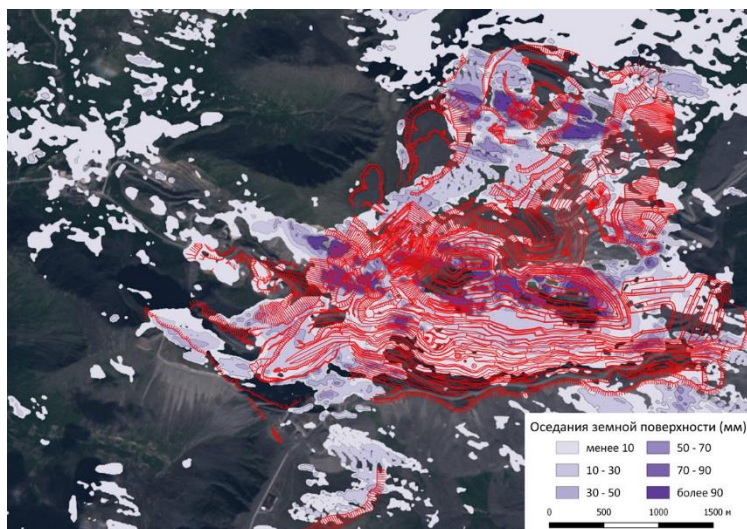 Оседания земной поверхности (мм)
менее 10
50 - 70
10 - 30
70 - 90
30 - 50
более 90
0 500 1000 1500 м